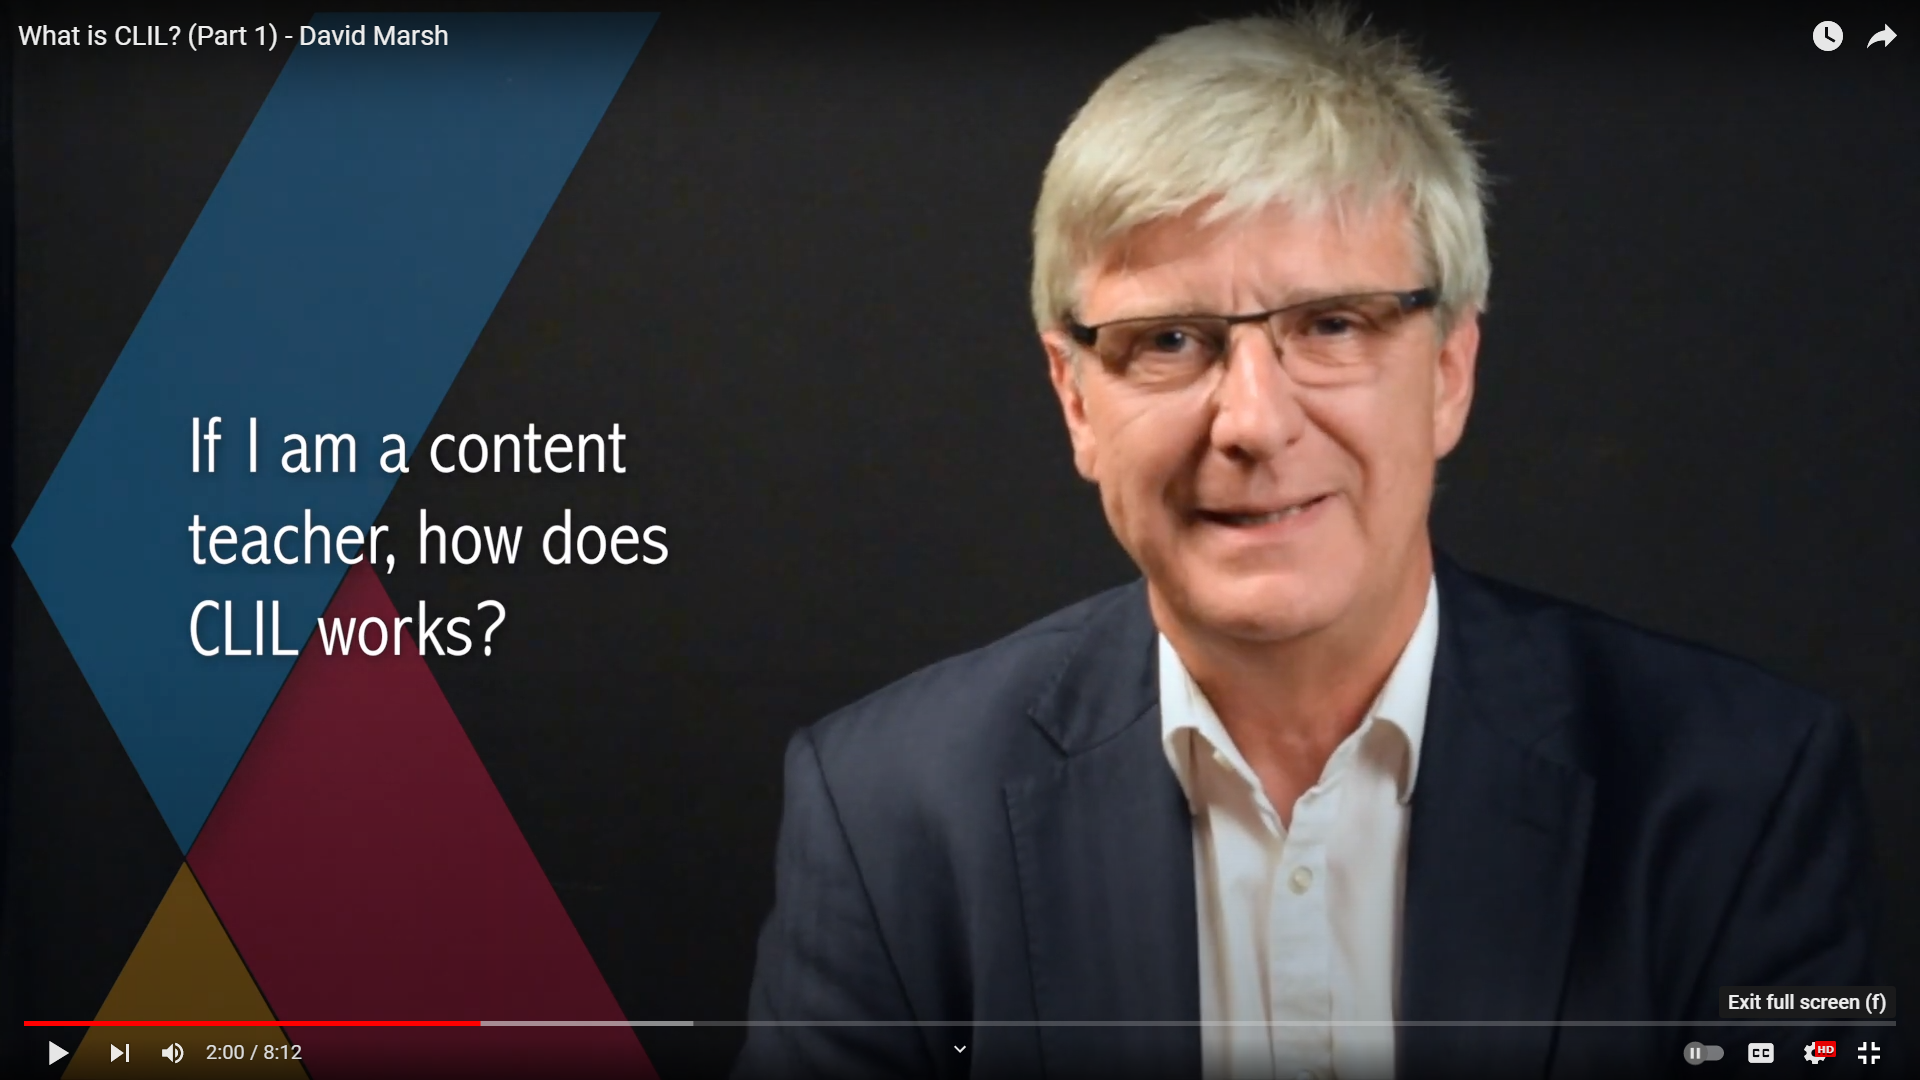 What is CLIL? (Part 1) - David Marsh
If I am a content
teacher, how does
CLIL works?
Exit full screen (f)
2:00 / 8:12
CC
HD